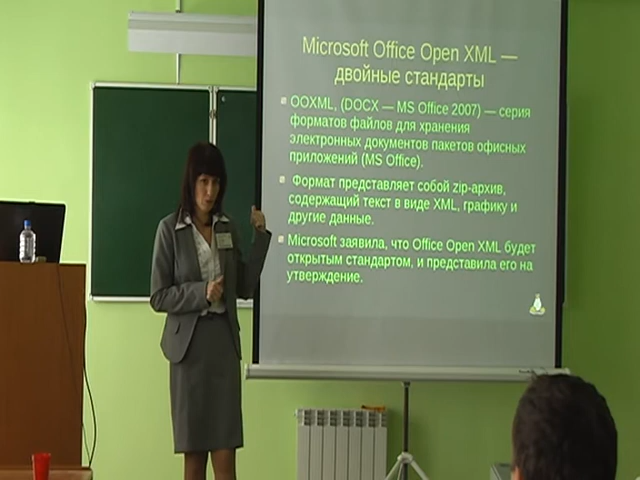 Microsoft Office Open XML —
двойные стандарты
OOXML, (DOCX — MS Office 2007) — серия
форматов файлов для хранения
электронных документов пакетов офисных
приложений (MS Office).
Формат представляет собой zip-архив,
содержащий текст в виде XML, графику и
другие данные.
Microsoft заявила, что Office Open XML будет
открытым стандартом, и представила его на
утверждение.